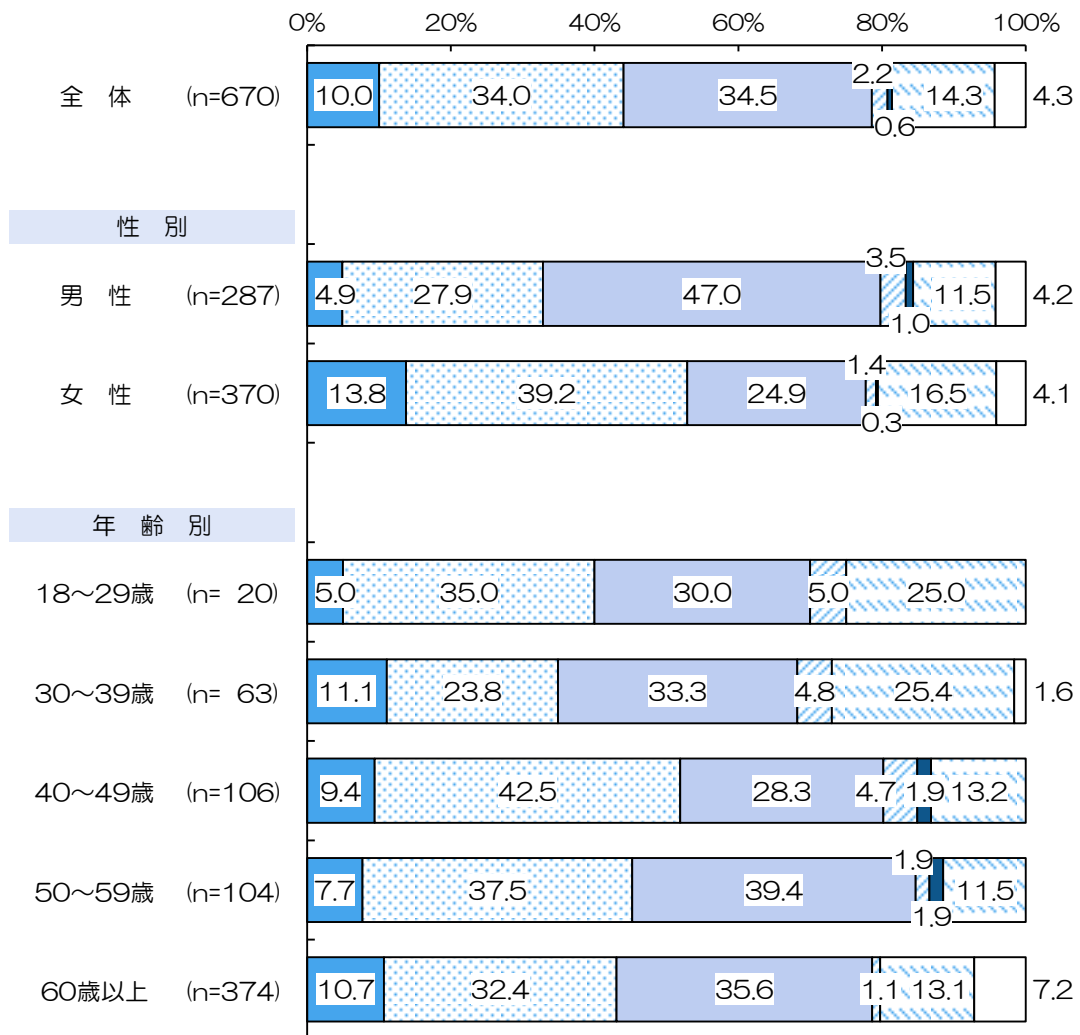 0% 20% 40% 60% 80% 100%
全 体 (n=670) 10.0 34.0 34.5 2.2 0.6 14.3 4.3
性 別
男 性 (n=287) 4.9 27.9 47.0 3.5 1.0 11.5 4.2
女 性 (n=370) 13.8 39.2 24.9 1.4 0.3 16.5 4.1
年 齢 別
18～29歳 (n= 20) 5.0 35.0 30.0 5.0 25.0
30～39歳 (n= 63) 11.1 23.8 33.3 4.8 25.4 1.6
40～49歳 (n=106) 9.4 42.5 28.3 4.7 1.9 13.2
50～59歳 (n=104) 7.7 37.5 39.4 1.9 1.9 11.5
60歳以上 (n=374) 10.7 32.4 35.6 1.1 13.1 7.2